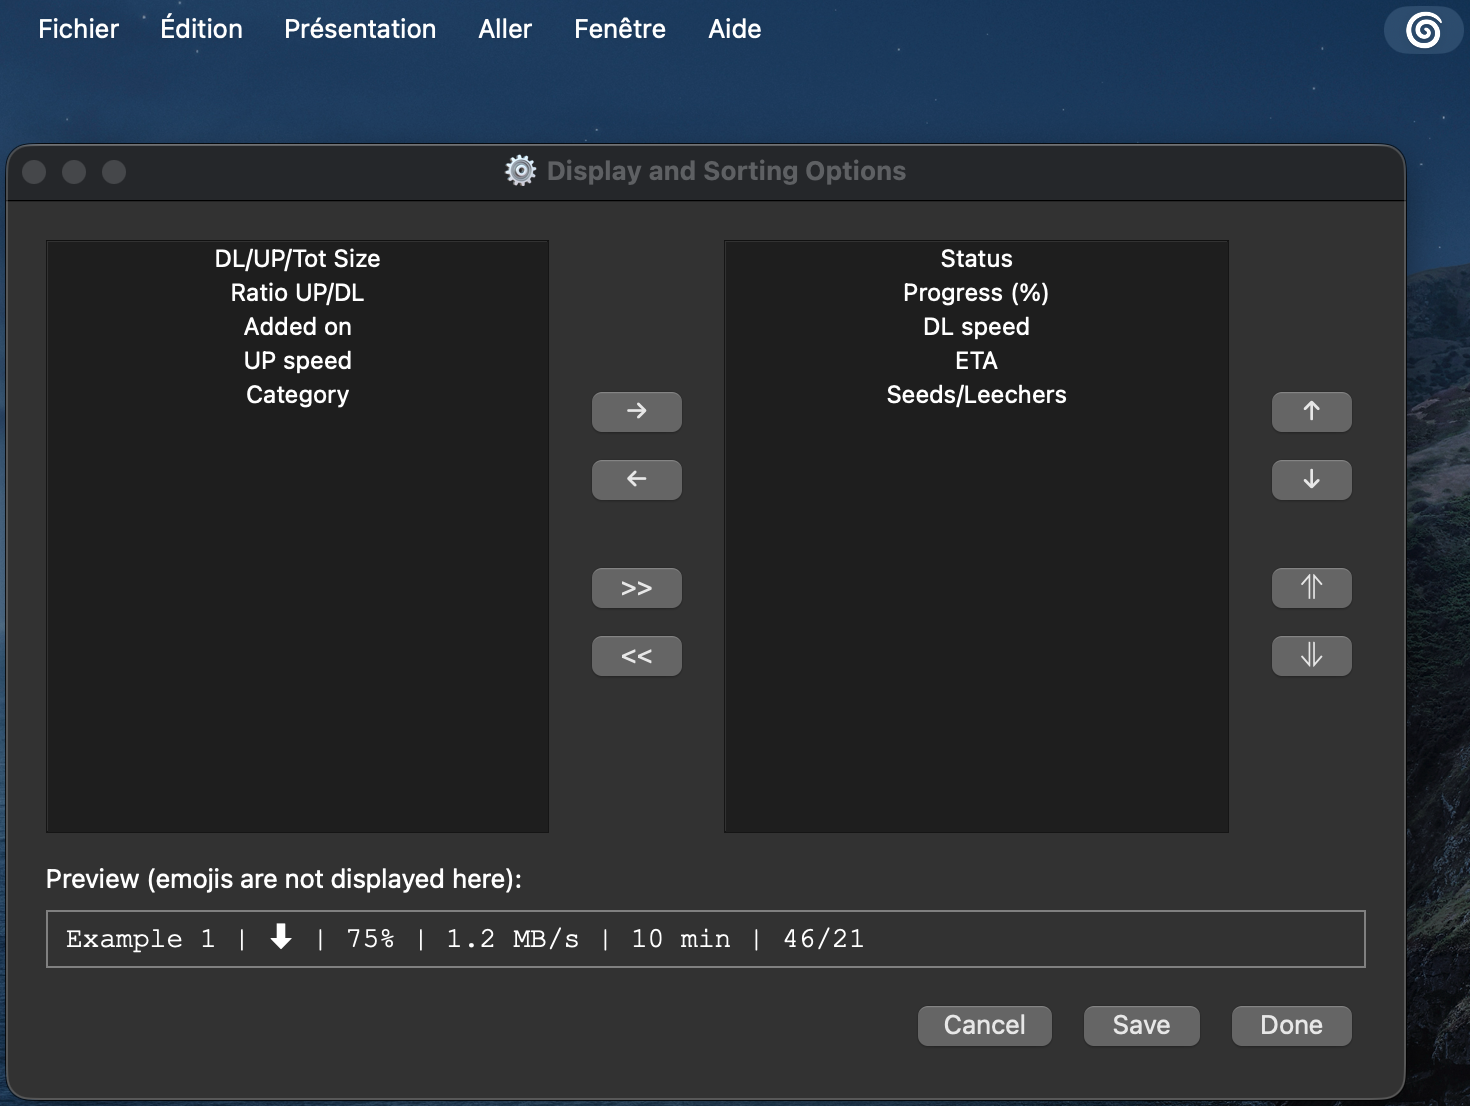 Fichier Édition Présentation Aller Fenêtre Aide
Display and Sorting Options
DL/UP/Tot Size
Ratio UP/DL
Added on
UP speed
Category
→
←
>>
<<
Status
Progress (%)
DL speed
ETA
Seeds/Leechers
↑
↓
⥣
⥥
Preview (emojis are not displayed here):
Example 1 | ⬇ | 75% | 1.2 MB/s | 10 min | 46/21
Cancel Save Done